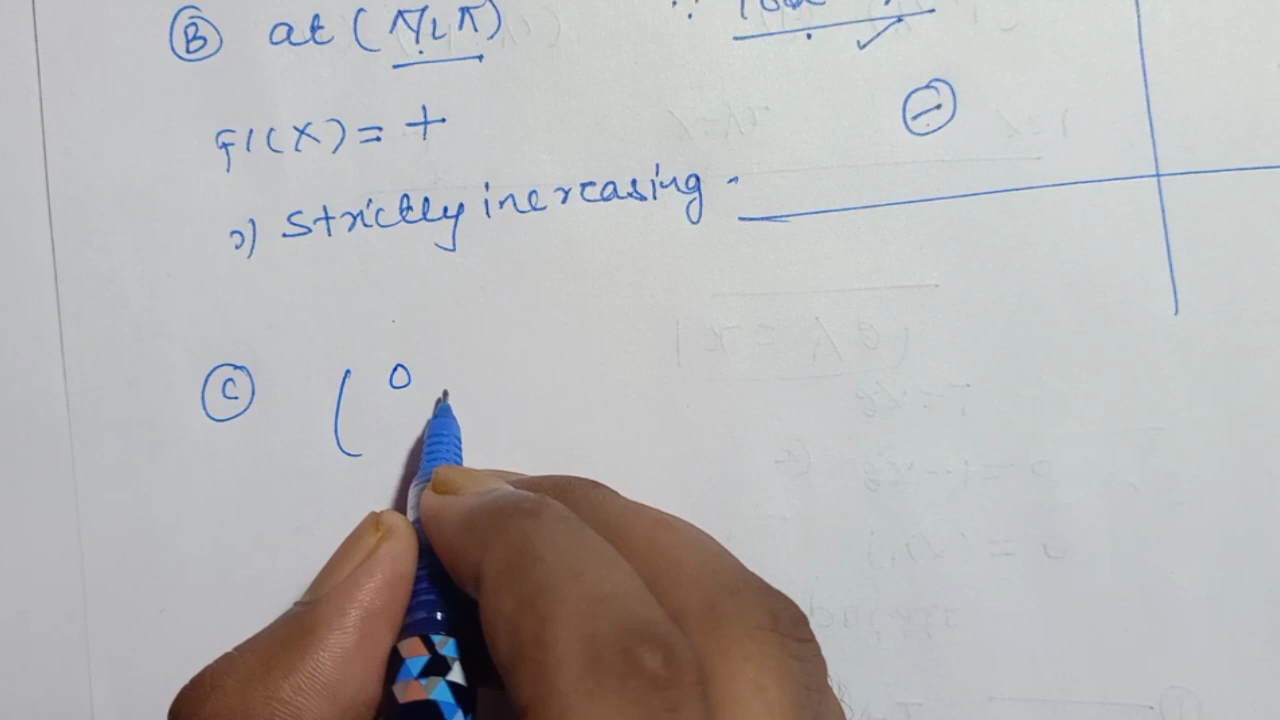 Ⓑ at (π/2 π)
f'(x) = +
⇒) Strictly increasing.
Ⓒ ( 0